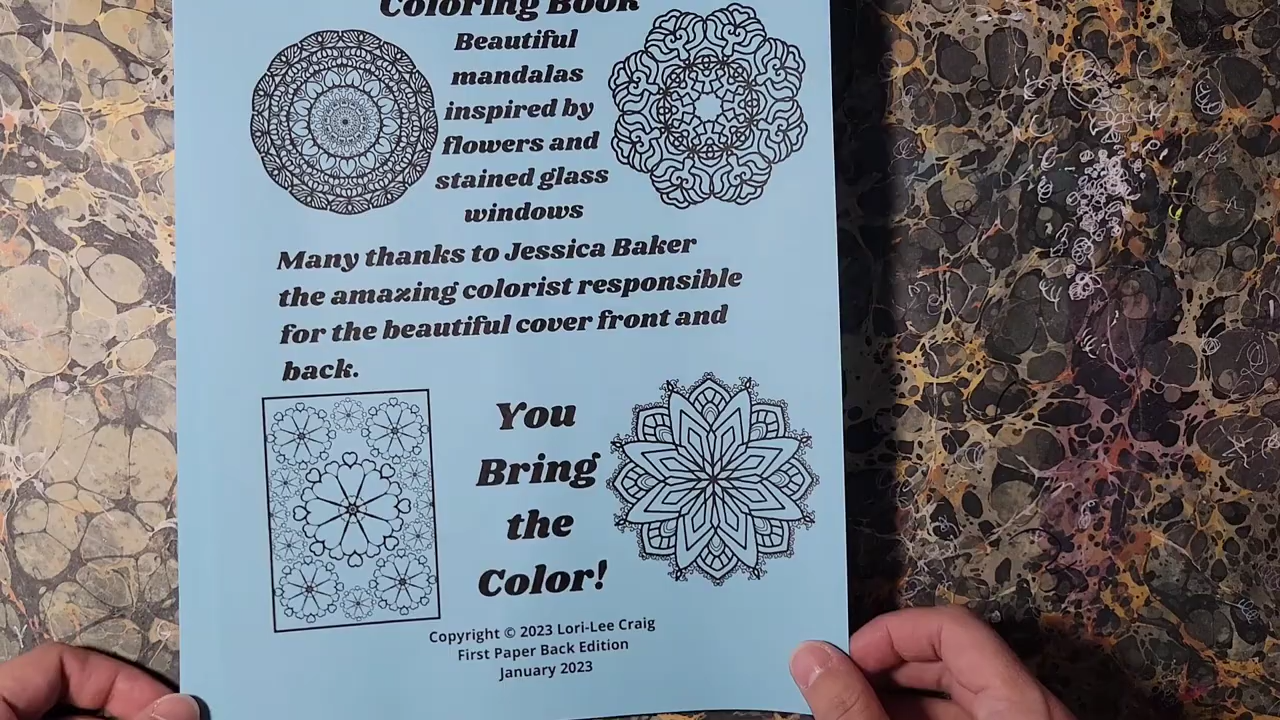 Coloring Book
Beautiful
mandalas
inspired by
flowers and
stained glass
windows
Many thanks to Jessica Baker
the amazing colorist responsible
for the beautiful cover front and
back.
You
Bring
the
Color!
Copyright © 2023 Lori-Lee Craig
First Paper Back Edition
January 2023